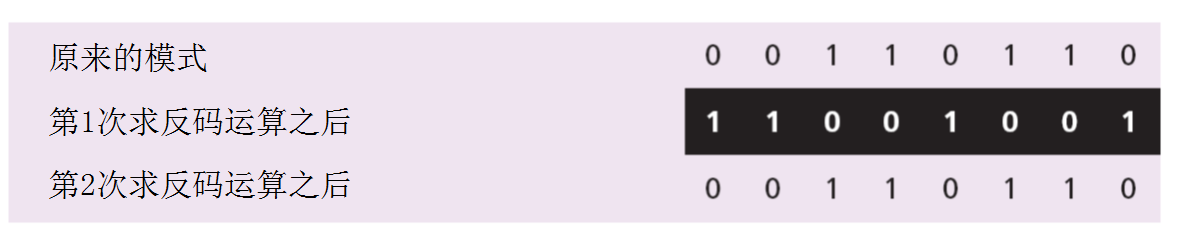 原来的模式 0 0 1 1 0 1 1 0
第1次求反码运算之后 1 1 0 0 1 0 0 1
第2次求反码运算之后 0 0 1 1 0 1 1 0